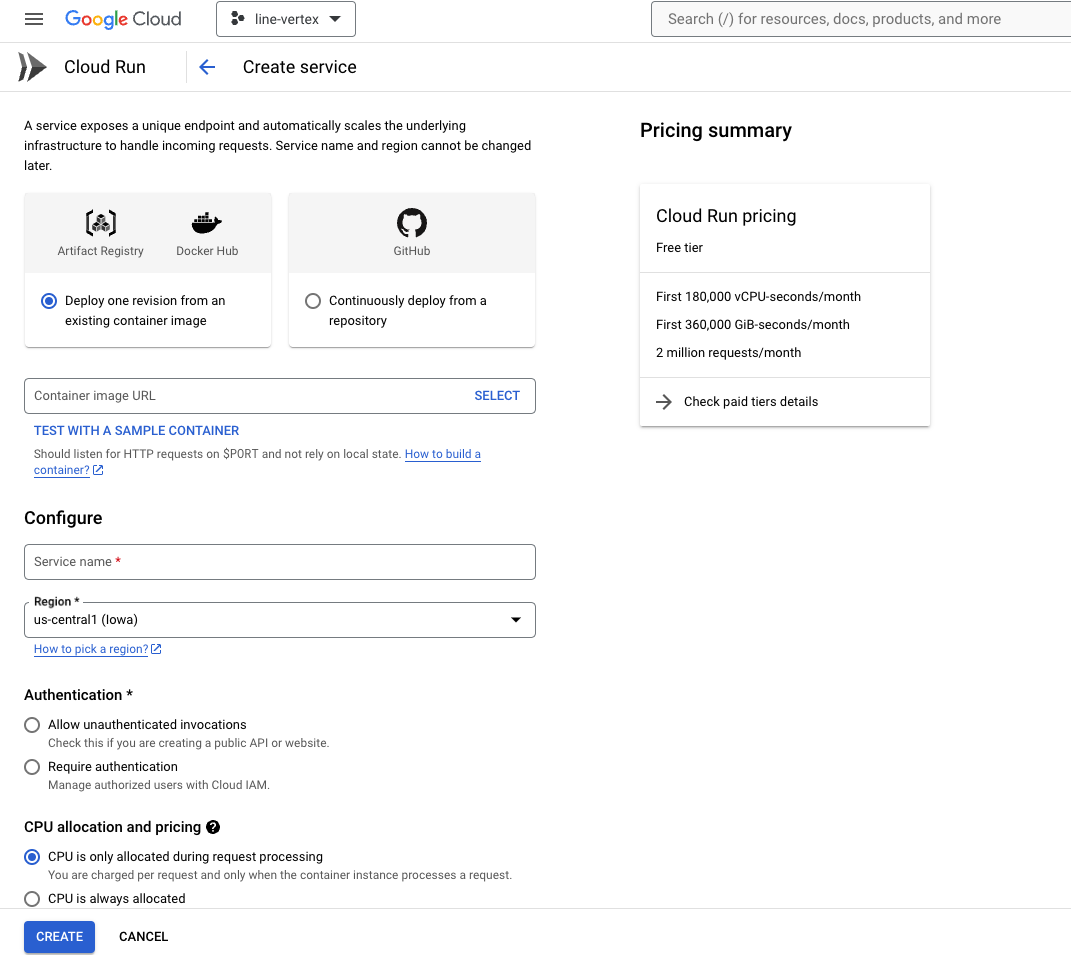 Google Cloud
line-vertex
Search (/) for resources, docs, products, and more
Cloud Run
Create service
A service exposes a unique endpoint and automatically scales the underlying
infrastructure to handle incoming requests. Service name and region cannot be changed
later.
Artifact Registry
Docker Hub
GitHub
Deploy one revision from an
existing container image
Continuously deploy from a
repository
Container image URL
SELECT
TEST WITH A SAMPLE CONTAINER
Should listen for HTTP requests on $PORT and not rely on local state. How to build a
container?
Configure
Service name *
Region *
us-central1 (Iowa)
How to pick a region?
Authentication *
Allow unauthenticated invocations
Check this if you are creating a public API or website.
Require authentication
Manage authorized users with Cloud IAM.
CPU allocation and pricing
CPU is only allocated during request processing
You are charged per request and only when the container instance processes a request.
CPU is always allocated
CREATE
CANCEL
Pricing summary
Cloud Run pricing
Free tier
First 180,000 vCPU-seconds/month
First 360,000 GiB-seconds/month
2 million requests/month
Check paid tiers details